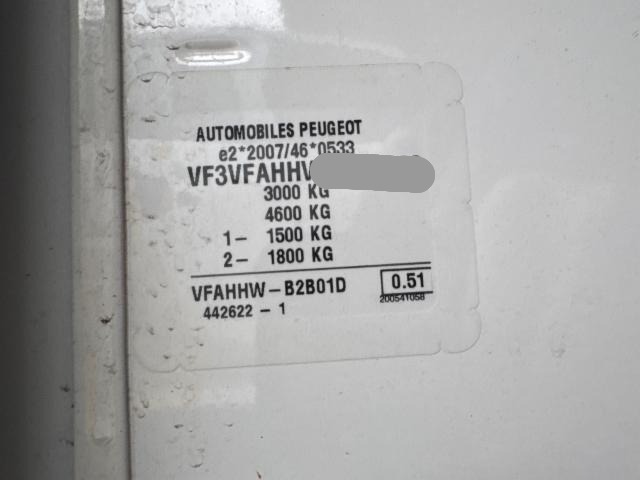 AUTOMOBILES PEUGEOT
e2*2007/46*0533
VF3VFAHHW
3000 KG
4600 KG
1- 1500 KG
2- 1800 KG
VFAHHW-B2B01D 0.51
200541058
442622 - 1